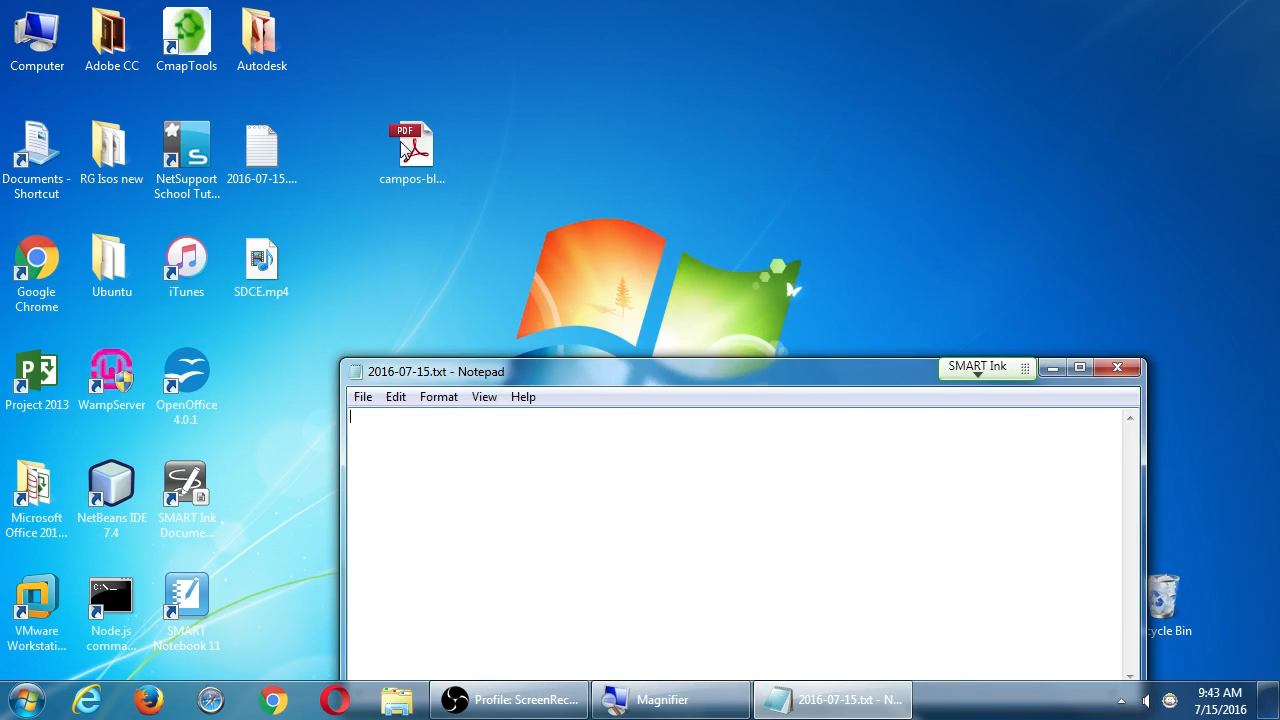 Computer
Adobe CC
CmapTools
Autodesk
Documents -
Shortcut
RG Isos new
NetSupport
School Tut...
2016-07-15....
PDF
campos-bl...
Google
Chrome
Ubuntu
iTunes
SDCE.mp4
Project 2013
WampServer
OpenOffice
4.0.1
2016-07-15.txt - Notepad
SMART Ink
File Edit Format View Help
Microsoft
Office 201...
NetBeans IDE
7.4
SMART Ink
Docume...
C:\_
VMware
Workstati...
Node.js
comma...
SMART
Notebook 11
cycle Bin
Profile: ScreenRec...
Magnifier
2016-07-15.txt - N...
9:43 AM
7/15/2016